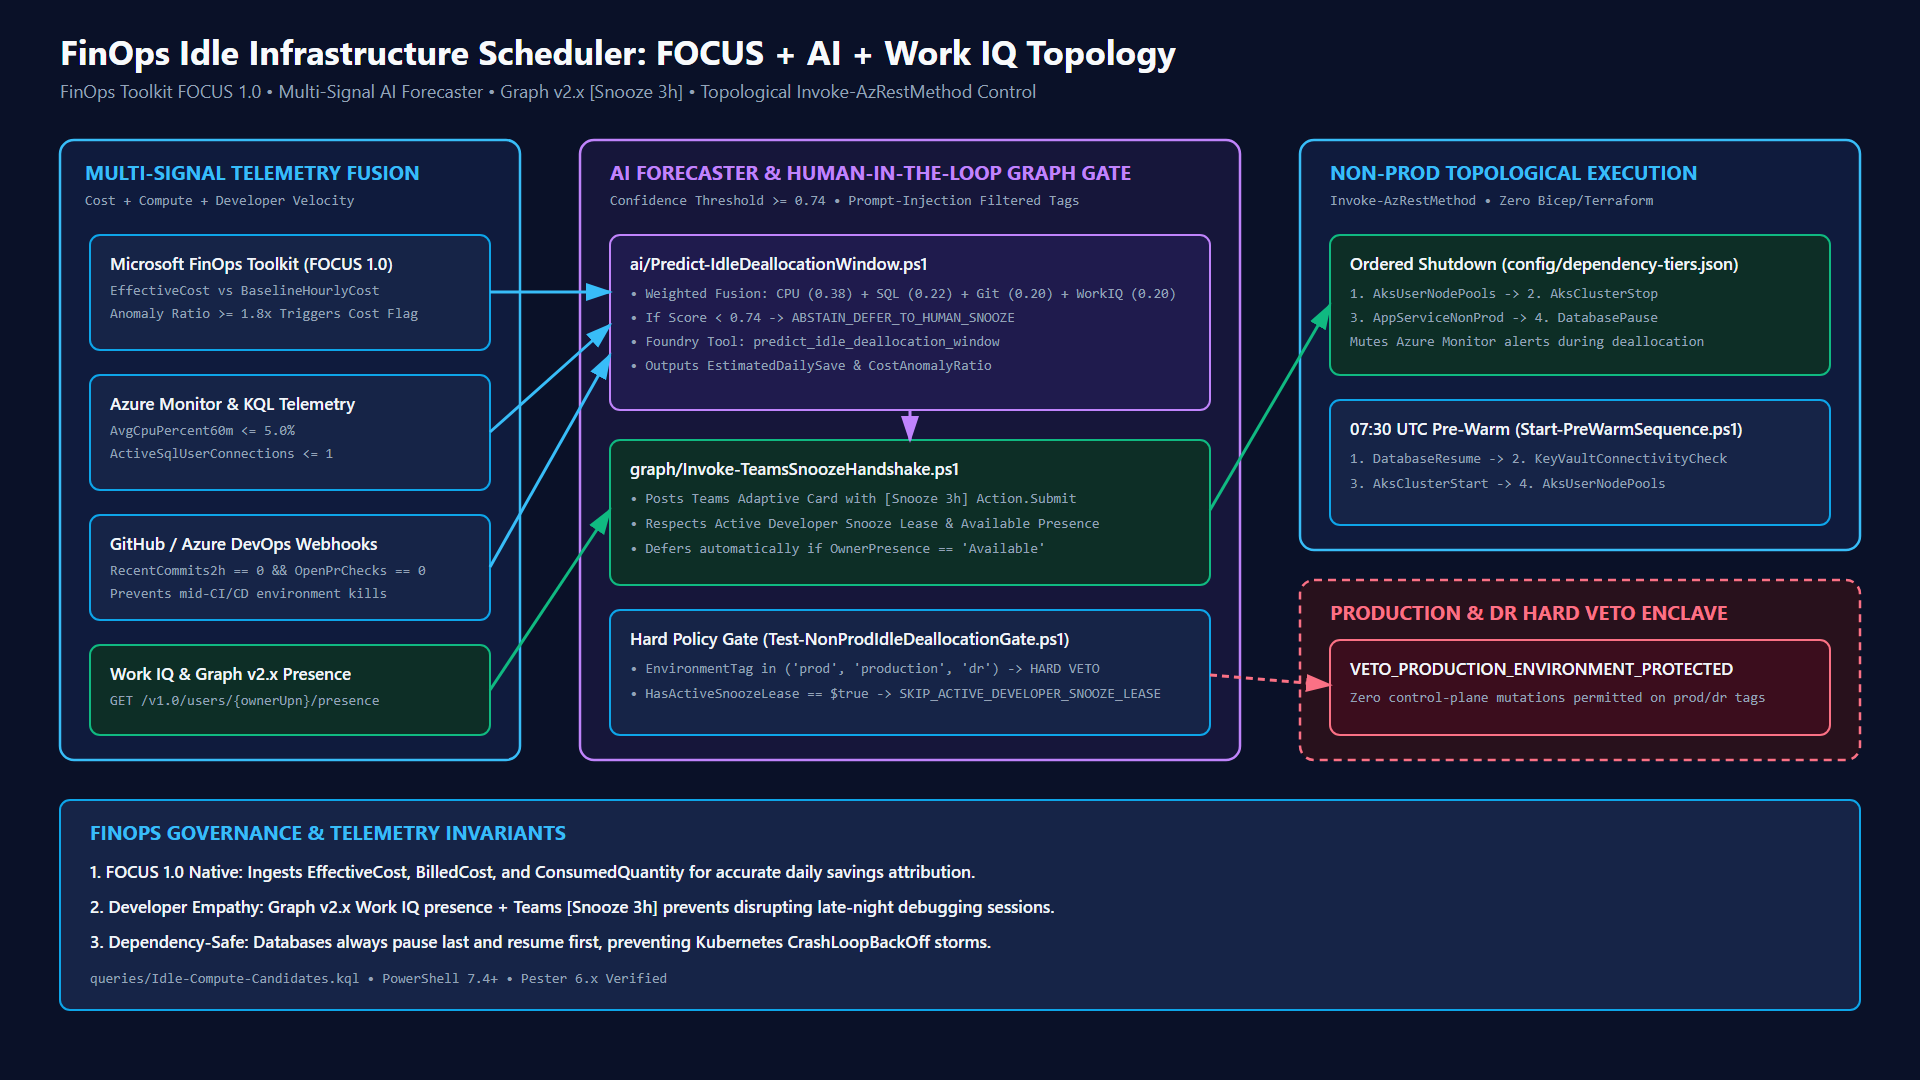 FinOps Idle Infrastructure Scheduler: FOCUS + AI + Work IQ Topology
FinOps Toolkit FOCUS 1.0 • Multi-Signal AI Forecaster • Graph v2.x [Snooze 3h] • Topological Invoke-AzRestMethod Control
MULTI-SIGNAL TELEMETRY FUSION
Cost + Compute + Developer Velocity
Microsoft FinOps Toolkit (FOCUS 1.0)
EffectiveCost vs BaselineHourlyCost
Anomaly Ratio >= 1.8x Triggers Cost Flag
Azure Monitor & KQL Telemetry
AvgCpuPercent60m <= 5.0%
ActiveSqlUserConnections <= 1
GitHub / Azure DevOps Webhooks
RecentCommits2h == 0 && OpenPrChecks == 0
Prevents mid-CI/CD environment kills
Work IQ & Graph v2.x Presence
GET /v1.0/users/{ownerUpn}/presence
AI FORECASTER & HUMAN-IN-THE-LOOP GRAPH GATE
Confidence Threshold >= 0.74 • Prompt-Injection Filtered Tags
ai/Predict-IdleDeallocationWindow.ps1
• Weighted Fusion: CPU (0.38) + SQL (0.22) + Git (0.20) + WorkIQ (0.20)
• If Score < 0.74 -> ABSTAIN_DEFER_TO_HUMAN_SNOOZE
• Foundry Tool: predict_idle_deallocation_window
• Outputs EstimatedDailySave & CostAnomalyRatio
graph/Invoke-TeamsSnoozeHandshake.ps1
• Posts Teams Adaptive Card with [Snooze 3h] Action.Submit
• Respects Active Developer Snooze Lease & Available Presence
• Defers automatically if OwnerPresence == 'Available'
Hard Policy Gate (Test-NonProdIdleDeallocationGate.ps1)
• EnvironmentTag in ('prod', 'production', 'dr') -> HARD VETO
• HasActiveSnoozeLease == $true -> SKIP_ACTIVE_DEVELOPER_SNOOZE_LEASE
NON-PROD TOPOLOGICAL EXECUTION
Invoke-AzRestMethod • Zero Bicep/Terraform
Ordered Shutdown (config/dependency-tiers.json)
1. AksUserNodePools -> 2. AksClusterStop
3. AppServiceNonProd -> 4. DatabasePause
Mutes Azure Monitor alerts during deallocation
07:30 UTC Pre-Warm (Start-PreWarmSequence.ps1)
1. DatabaseResume -> 2. KeyVaultConnectivityCheck
3. AksClusterStart -> 4. AksUserNodePools
PRODUCTION & DR HARD VETO ENCLAVE
VETO_PRODUCTION_ENVIRONMENT_PROTECTED
Zero control-plane mutations permitted on prod/dr tags
FINOPS GOVERNANCE & TELEMETRY INVARIANTS
1. FOCUS 1.0 Native: Ingests EffectiveCost, BilledCost, and ConsumedQuantity for accurate daily savings attribution.
2. Developer Empathy: Graph v2.x Work IQ presence + Teams [Snooze 3h] prevents disrupting late-night debugging sessions.
3. Dependency-Safe: Databases always pause last and resume first, preventing Kubernetes CrashLoopBackOff storms.
queries/Idle-Compute-Candidates.kql • PowerShell 7.4+ • Pester 6.x Verified